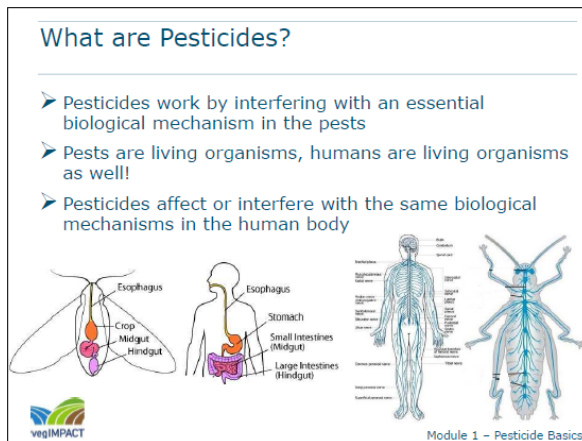 What are Pesticides?
➤ Pesticides work by interfering with an essential
biological mechanism in the pests
➤ Pests are living organisms, humans are living organisms
as well!
➤ Pesticides affect or interfere with the same biological
mechanisms in the human body
Esophagus
Crop
Midgut
Hindgut
Esophagus
Stomach
Small Intestines
(Midgut)
Large Intestines
(Hindgut)
vegIMPACT
Module 1 – Pesticide Basics